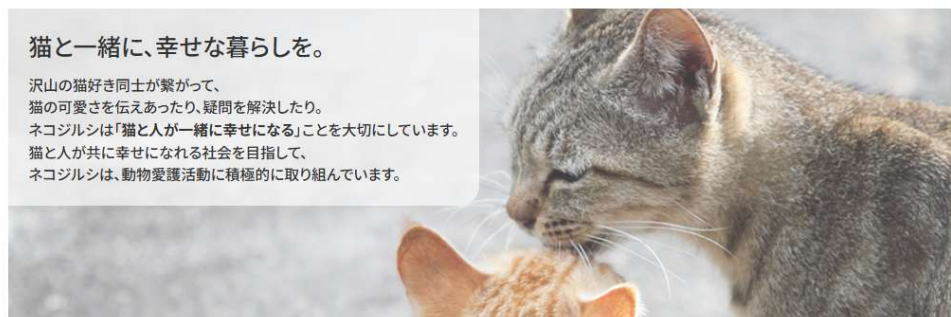 猫と一緒に、幸せな暮らしを。
沢山の猫好き同士が繋がって、
猫の可愛さを伝えあったり、疑問を解決したり。
ネコジルシは「猫と人が一緒に幸せになる」ことを大切にしています。
猫と人が共に幸せになれる社会を目指して、
ネコジルシは、動物愛護活動に積極的に取り組んでいます。